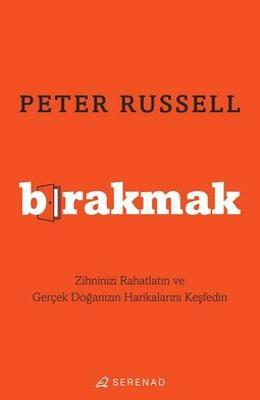 PETER RUSSELL
bırakmak
Zihninizi Rahatlatın ve
Gerçek Doğanızın Harikalarını Keşfedin
SERENAD